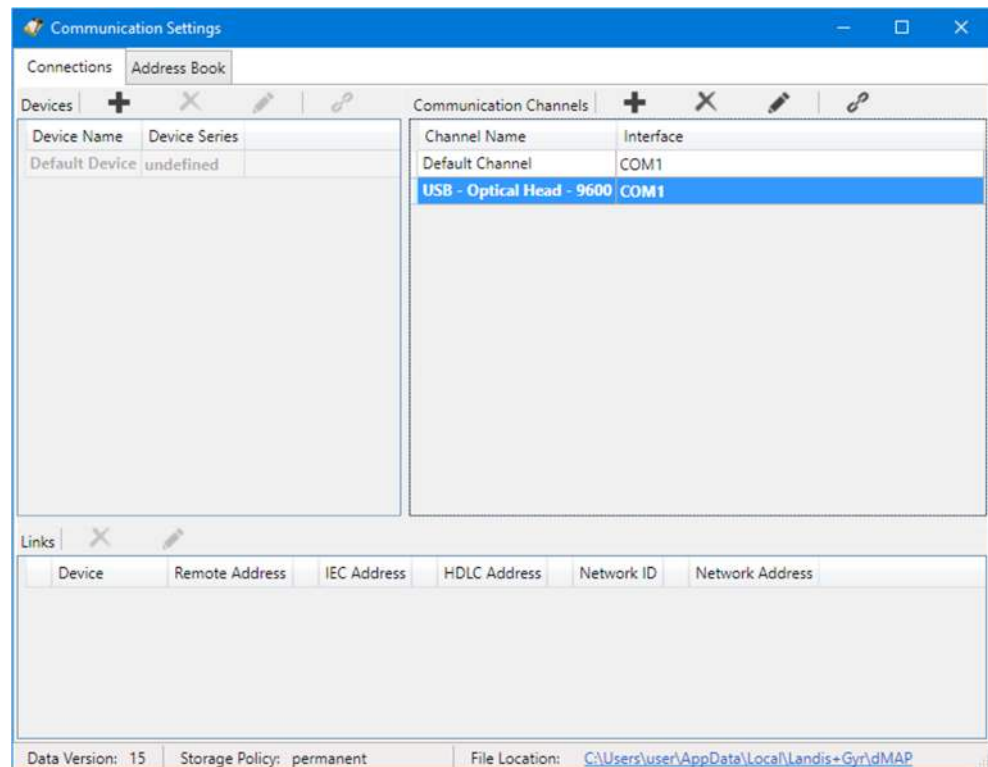 Communication Settings
Connections Address Book
Devices
Device Name Device Series
Default Device undefined
Communication Channels
Channel Name Interface
Default Channel COM1
USB - Optical Head - 9600 COM1
Links
Device Remote Address IEC Address HDLC Address Network ID Network Address
Data Version: 15 Storage Policy: permanent File Location: C:\Users\user\AppData\Local\Landis+Gyr\dMAP